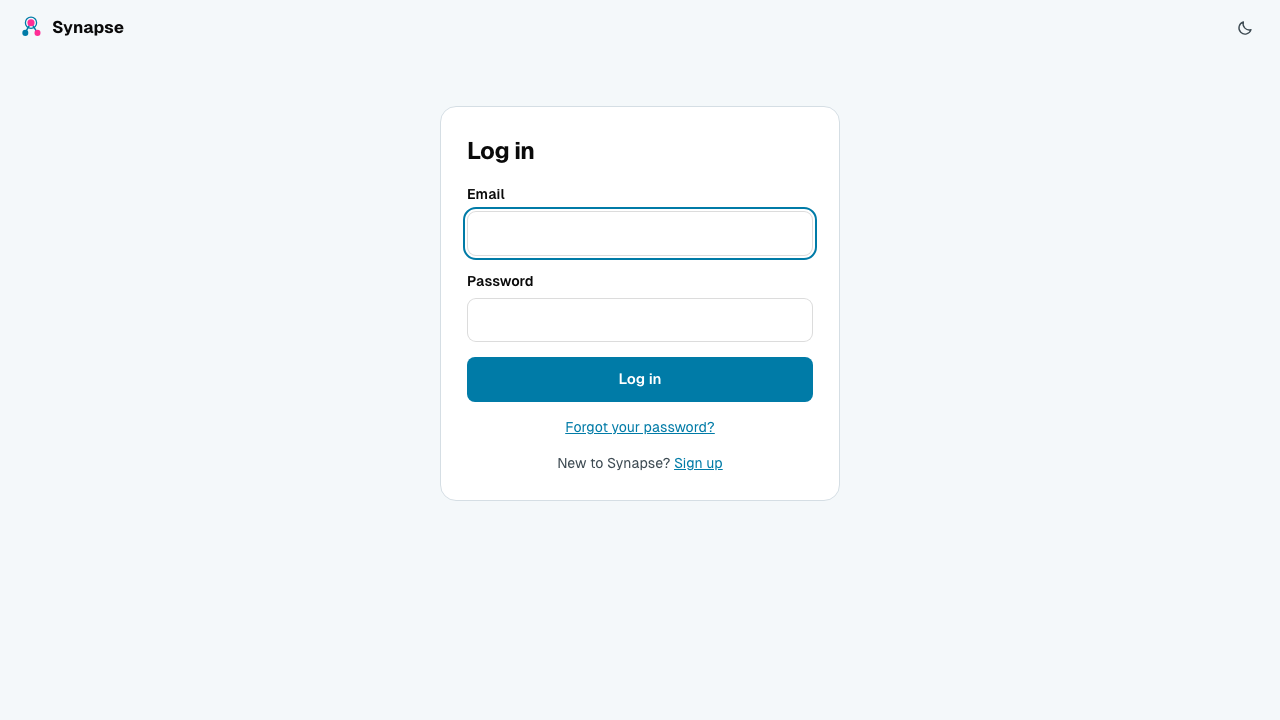 Synapse
Log in
Email
Password
Log in
Forgot your password?
New to Synapse? Sign up